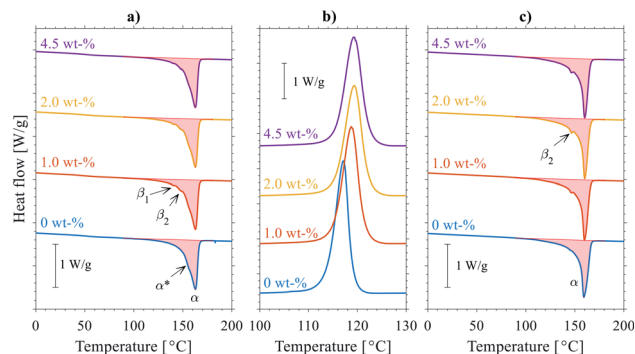 a)
b)
c)
Heat flow [W/g]
4.5 wt-%
2.0 wt-%
1.0 wt-%
β1
β2
0 wt-%
1 W/g
α*
α
0
50
100
150
200
Temperature [°C]
1 W/g
4.5 wt-%
2.0 wt-%
1.0 wt-%
0 wt-%
100
110
120
130
Temperature [°C]
4.5 wt-%
2.0 wt-%
β2
1.0 wt-%
0 wt-%
1 W/g
α
0
50
100
150
200
Temperature [°C]